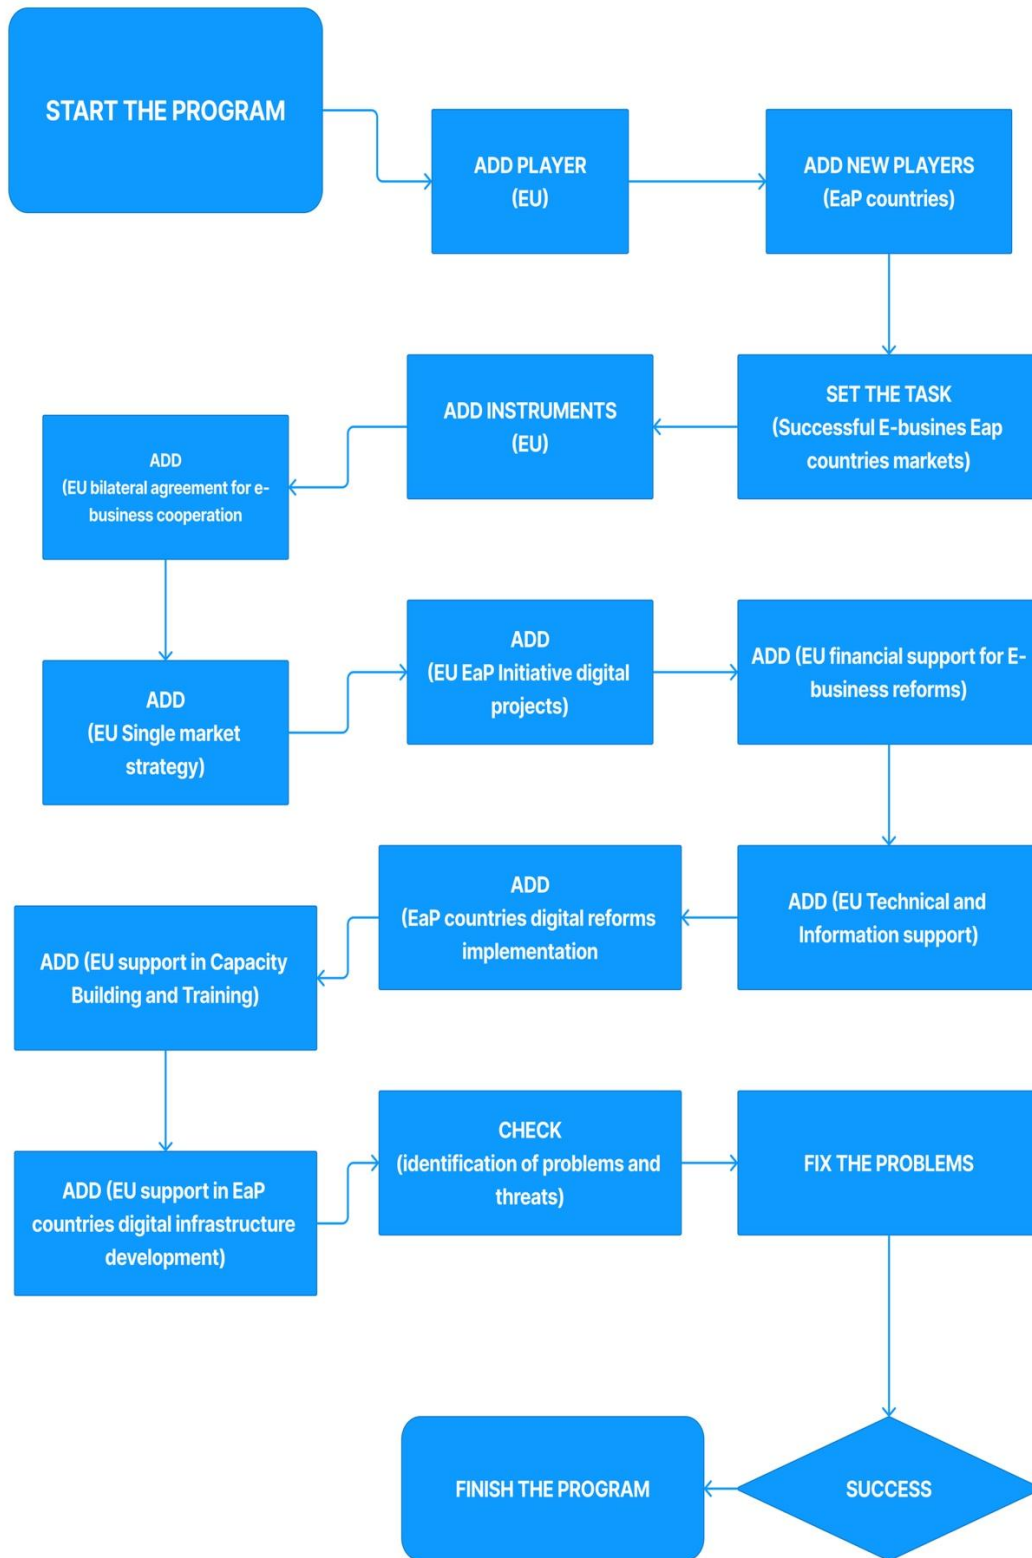 START THE PROGRAM
ADD PLAYER
(EU)
ADD NEW PLAYERS
(EaP countries)
SET THE TASK
(Successful E-busines Eap
countries markets)
ADD INSTRUMENTS
(EU)
ADD
(EU bilateral agreement for e-
business cooperation
ADD
(EU Single market
strategy)
ADD
(EU EaP Initiative digital
projects)
ADD (EU financial support for E-
business reforms)
ADD (EU Technical and
Information support)
ADD
(EaP countries digital reforms
implementation
ADD (EU support in Capacity
Building and Training)
ADD (EU support in EaP
countries digital infrastructure
development)
CHECK
(identification of problems and
threats)
FIX THE PROBLEMS
SUCCESS
FINISH THE PROGRAM